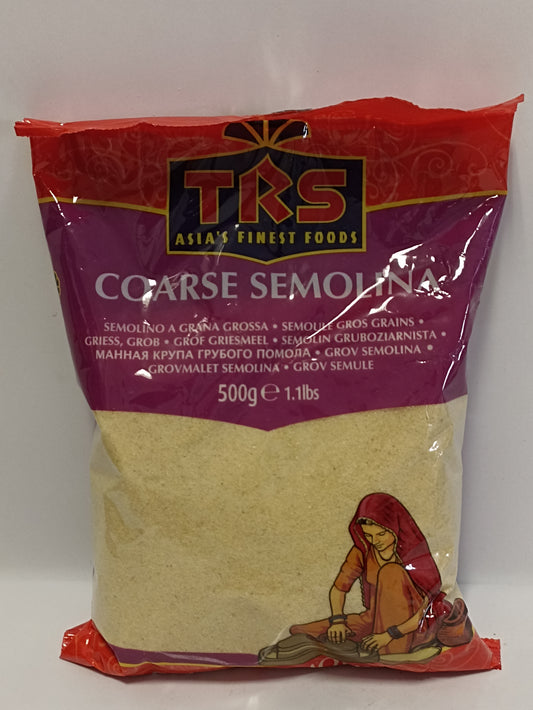 TRS
ASIA'S FINEST FOODS
COARSE SEMOLINA
SEMOLINO A GRANA GROSSA • SEMOULE GROS GRAINS •
GRIESS, GROB • GROF GRIESMEEL • SEMOLIN GRUBOZIARNISTA •
МАННАЯ КРУПА ГРУБОГО ПОМОЛА • GROV SEMOLINA •
GROVMALET SEMOLINA • GROV SEMULE
500g ℮ 1.1lbs